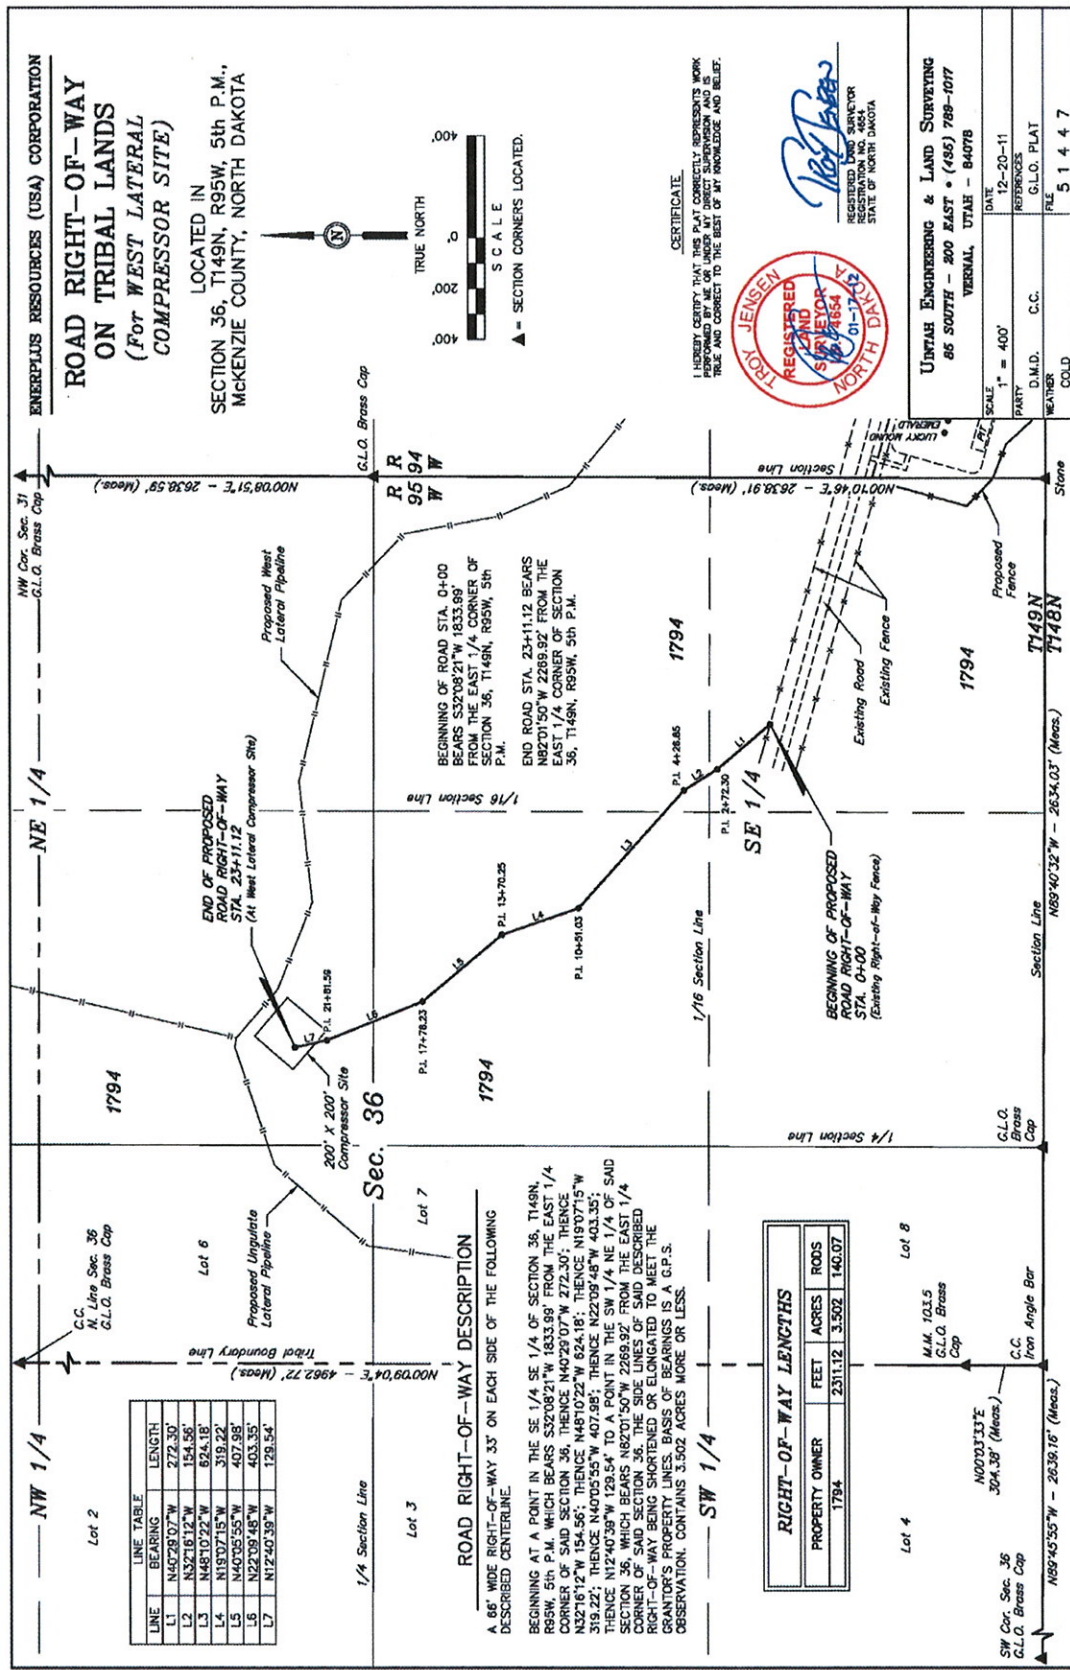 ENERPLUS RESOURCES (USA) CORPORATION
ROAD RIGHT-OF-WAY
ON TRIBAL LANDS
(For WEST LATERAL
COMPRESSOR SITE)
LOCATED IN
SECTION 36, T149N, R95W, 5th P.M.,
McKENZIE COUNTY, NORTH DAKOTA
N
TRUE NORTH
400' 200' 0' 400'
SCALE
▲ = SECTION CORNERS LOCATED.
CERTIFICATE
I HEREBY CERTIFY THAT THIS PLAT CORRECTLY REPRESENTS WORK
PERFORMED BY ME OR UNDER MY DIRECT SUPERVISION AND IS
TRUE AND CORRECT TO THE BEST OF MY KNOWLEDGE AND BELIEF.
TROY JENSEN
REGISTERED
LAND
SURVEYOR
4654
01-17-12
NORTH DAKOTA
Troy Jensen
REGISTERED LAND SURVEYOR
REGISTRATION NO. 4654
STATE OF NORTH DAKOTA
UINTAH ENGINEERING & LAND SURVEYING
85 SOUTH - 200 EAST • (435) 789-1017
VERNAL, UTAH - 84078
SCALE 1" = 400'
DATE 12-20-11
PARTY D.M.D. C.C.
REFERENCES G.L.O. PLAT
WEATHER COLD
FILE 5 1 4 4 7
NW 1/4
NE 1/4
NW Cor. Sec. 31
G.L.O. Brass Cap
C.C.
N. Line Sec. 36
G.L.O. Brass Cap
Lot 2
Lot 6
1794
LINE TABLE
LINE BEARING LENGTH
L1 N40°29'07"W 272.30'
L2 N32°16'12"W 154.56'
L3 N48°10'22"W 624.18'
L4 N19°07'15"W 319.22'
L5 N40°05'55"W 407.98'
L6 N22°09'48"W 403.35'
L7 N12°40'39"W 129.54'
Tribal Boundary Line
N00°09'04"E - 4962.72' (Meas.)
Proposed Ungulate
Lateral Pipeline
200' X 200'
Compressor Site
END OF PROPOSED
ROAD RIGHT-OF-WAY
STA. 23+11.12
(At West Lateral Compressor Site)
Proposed West
Lateral Pipeline
N00°08'51"E - 2638.59' (Meas.)
G.L.O. Brass Cap
R R
95 94
W W
1/4 Section Line
Lot 3
Lot 7
Sec. 36
1794
L7
P.I. 21+81.59
L6
P.I. 17+78.23
L5
P.I. 13+70.25
L4
P.I. 10+51.03
L3
P.I. 4+26.85
L2
P.I. 2+72.30
L1
1/16 Section Line
BEGINNING OF ROAD STA. 0+00
BEARS S32°08'21"W 1833.99'
FROM THE EAST 1/4 CORNER OF
SECTION 36, T149N, R95W, 5th
P.M.
END ROAD STA. 23+11.12 BEARS
N82°01'50"W 2269.92' FROM THE
EAST 1/4 CORNER OF SECTION
36, T149N, R95W, 5th P.M.
1794
ROAD RIGHT-OF-WAY DESCRIPTION
A 66' WIDE RIGHT-OF-WAY 33' ON EACH SIDE OF THE FOLLOWING
DESCRIBED CENTERLINE.
BEGINNING AT A POINT IN THE SE 1/4 SE 1/4 OF SECTION 36, T149N,
R95W, 5th P.M. WHICH BEARS S32°08'21"W 1833.99' FROM THE EAST 1/4
CORNER OF SAID SECTION 36, THENCE N40°29'07"W 272.30'; THENCE
N32°16'12"W 154.56'; THENCE N48°10'22"W 624.18'; THENCE N19°07'15"W
319.22'; THENCE N40°05'55"W 407.98'; THENCE N22°09'48"W 403.35';
THENCE N12°40'39"W 129.54' TO A POINT IN THE SW 1/4 NE 1/4 OF SAID
SECTION 36, WHICH BEARS N82°01'50"W 2269.92' FROM THE EAST 1/4
CORNER OF SAID SECTION 36. THE SIDE LINES OF SAID DESCRIBED
RIGHT-OF-WAY BEING SHORTENED OR ELONGATED TO MEET THE
GRANTOR'S PROPERTY LINES. BASIS OF BEARINGS IS A G.P.S.
OBSERVATION. CONTAINS 3.502 ACRES MORE OR LESS.
SW 1/4
1/16 Section Line
SE 1/4
RIGHT-OF-WAY LENGTHS
PROPERTY OWNER FEET ACRES RODS
1794 2311.12 3.502 140.07
1/4 Section Line
BEGINNING OF PROPOSED
ROAD RIGHT-OF-WAY
STA. 0+00
(Existing Right-of-Way Fence)
Existing Road
Existing Fence
N00°10'46"E - 2638.91' (Meas.)
Section Line
LUCKY MOUND
EMERALD
PIT
Proposed
Fence
1794
Lot 4
Lot 8
M.M. 103.5
G.L.O. Brass
Cap
C.C.
Iron Angle Bar
N00°03'33"E
304.38' (Meas.)
G.L.O.
Brass
Cap
Section Line
T149N
T148N
Stone
SW Cor. Sec. 36
G.L.O. Brass Cap
N89°45'55"W - 2639.16' (Meas.)
N89°40'32"W - 2634.03' (Meas.)